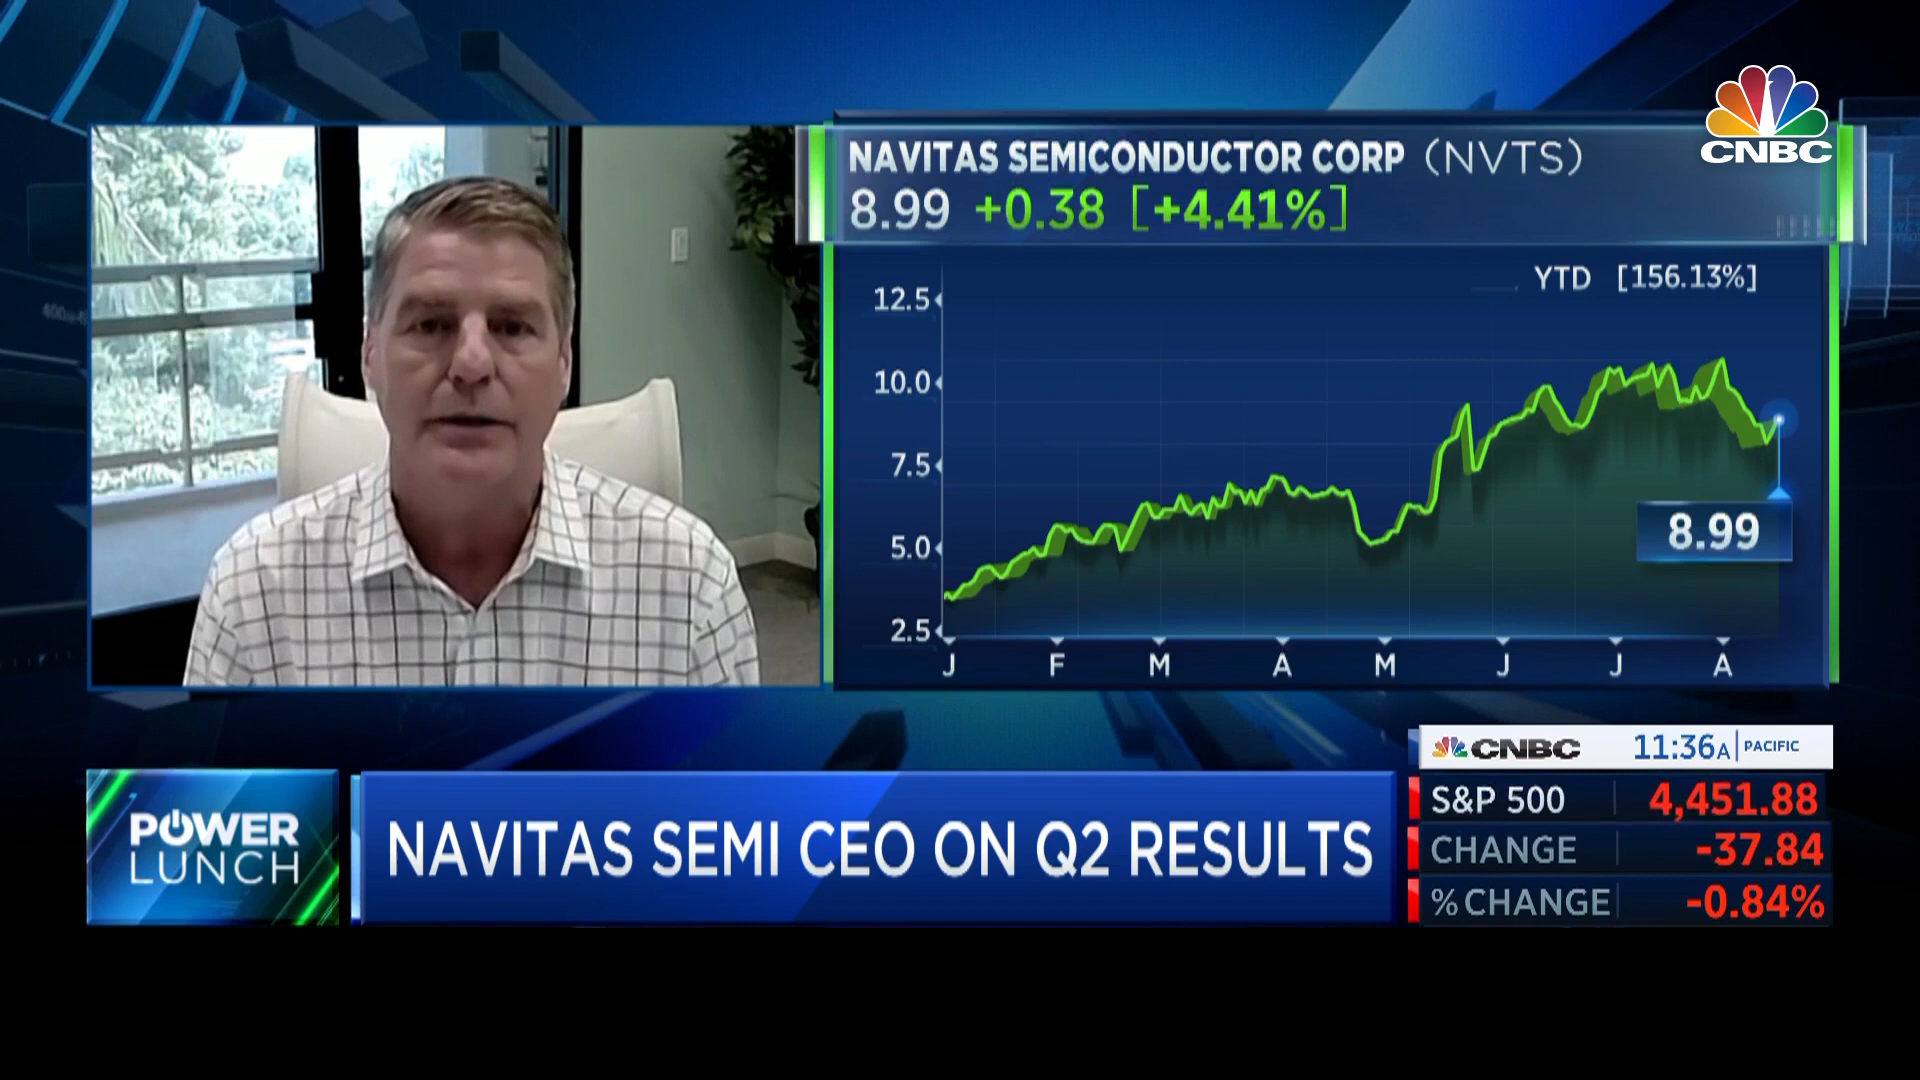 CNBC
NAVITAS SEMICONDUCTOR CORP (NVTS)
8.99 +0.38 [+4.41%]
YTD [156.13%]
12.5
10.0
7.5
5.0
2.5
8.99
J F M A M J J A
CNBC 11:36A PACIFIC
POWER
LUNCH
NAVITAS SEMI CEO ON Q2 RESULTS
S&P 500 4,451.88
CHANGE -37.84
% CHANGE -0.84%